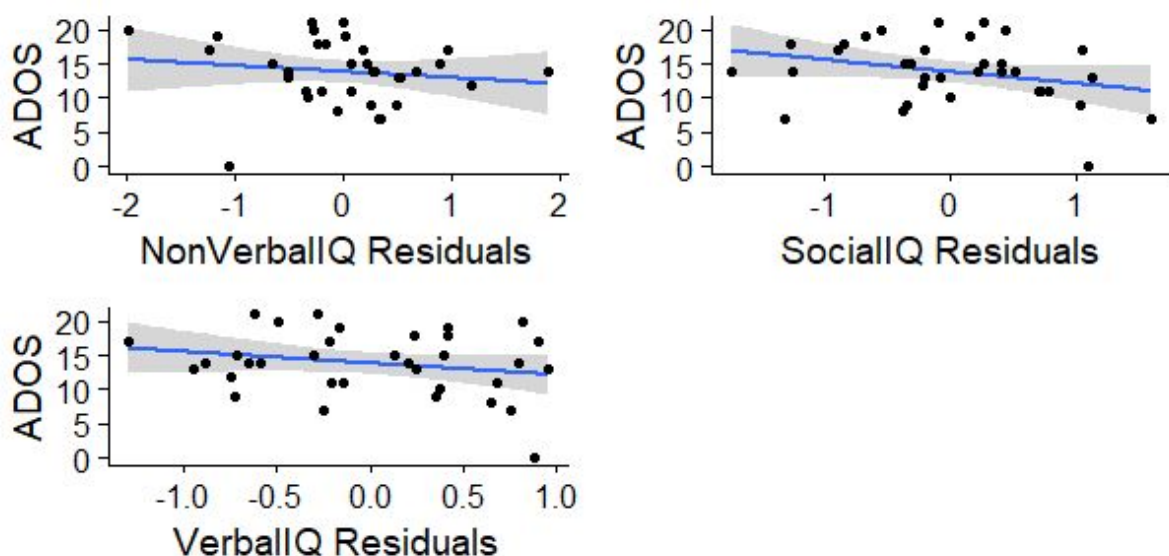 ADOS
20
15
10
5
0
-2 -1 0 1 2
NonVerbalIQ Residuals
ADOS
20
15
10
5
0
-1 0 1
SocialIQ Residuals
ADOS
20
15
10
5
0
-1.0 -0.5 0.0 0.5 1.0
VerbalIQ Residuals